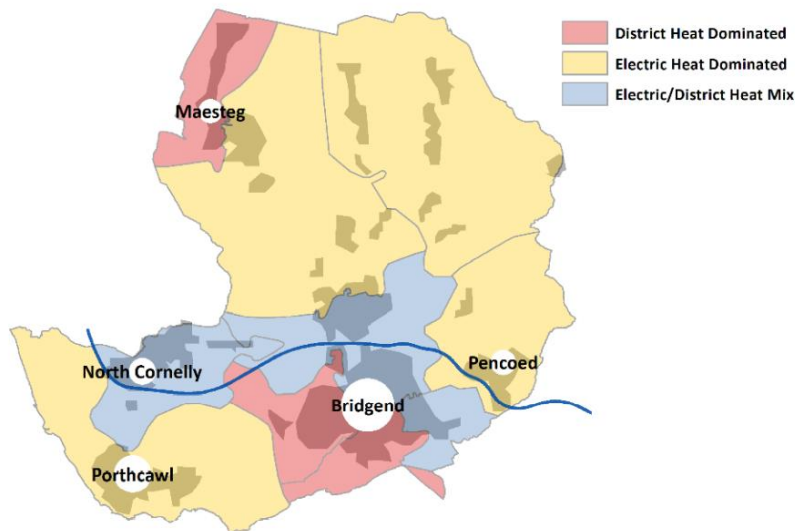 District Heat Dominated
Electric Heat Dominated
Electric/District Heat Mix
Maesteg
North Cornelly
Pencoed
Bridgend
Porthcawl